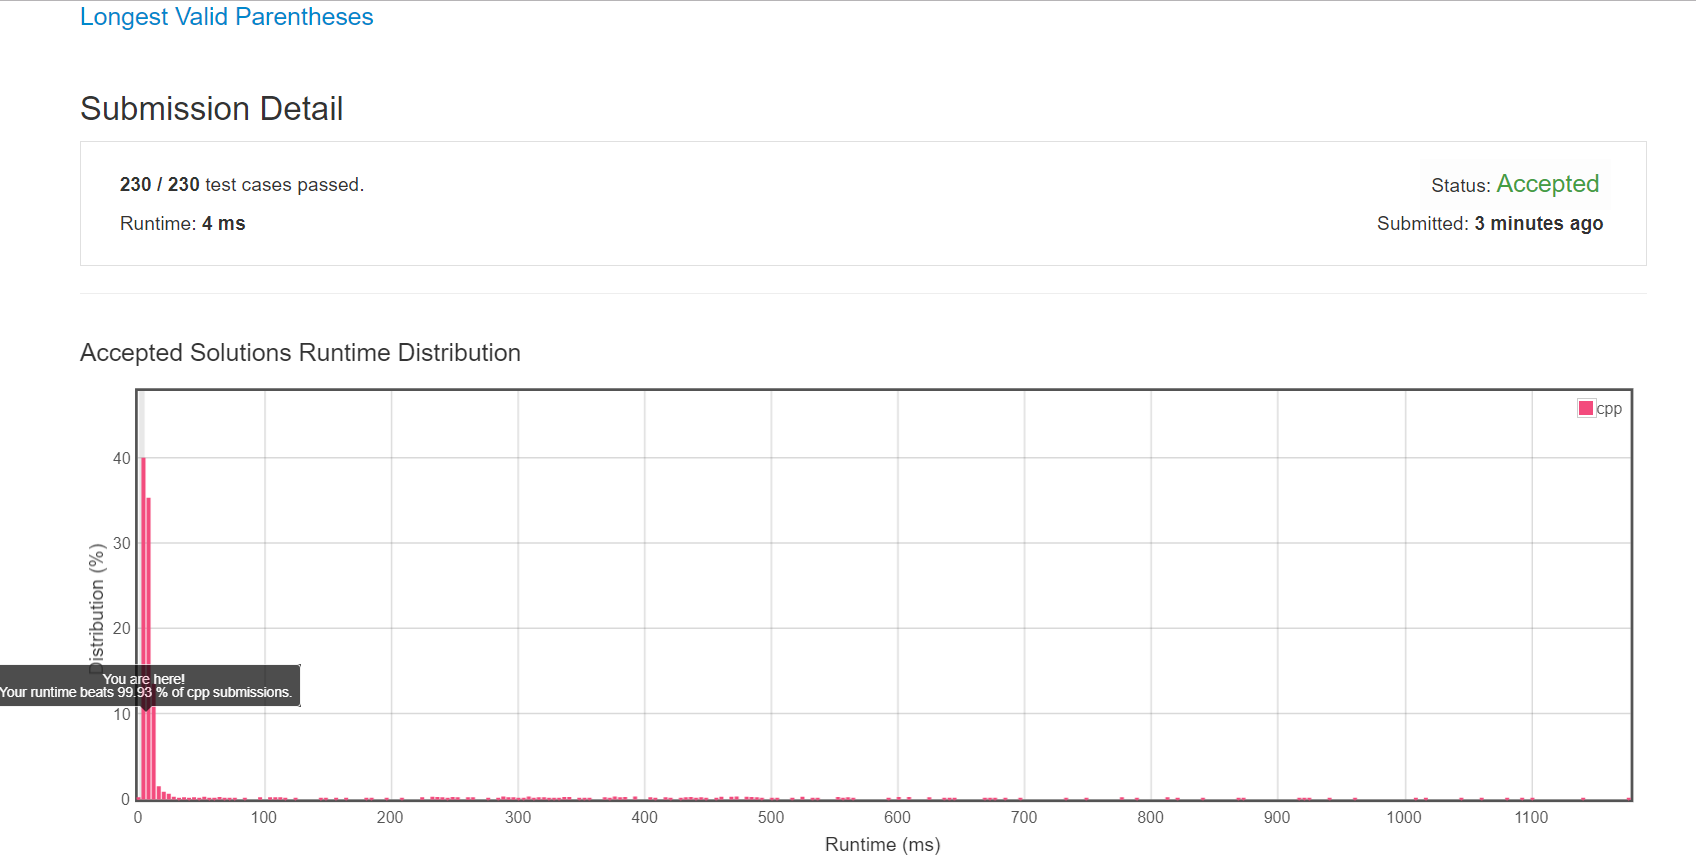 Longest Valid Parentheses
Submission Detail
230 / 230 test cases passed.
Status: Accepted
Runtime: 4 ms
Submitted: 3 minutes ago
Accepted Solutions Runtime Distribution
cpp
40
30
20
10
0
Distribution (%)
You are here!
Your runtime beats 99.93 % of cpp submissions.
0 100 200 300 400 500 600 700 800 900 1000 1100
Runtime (ms)